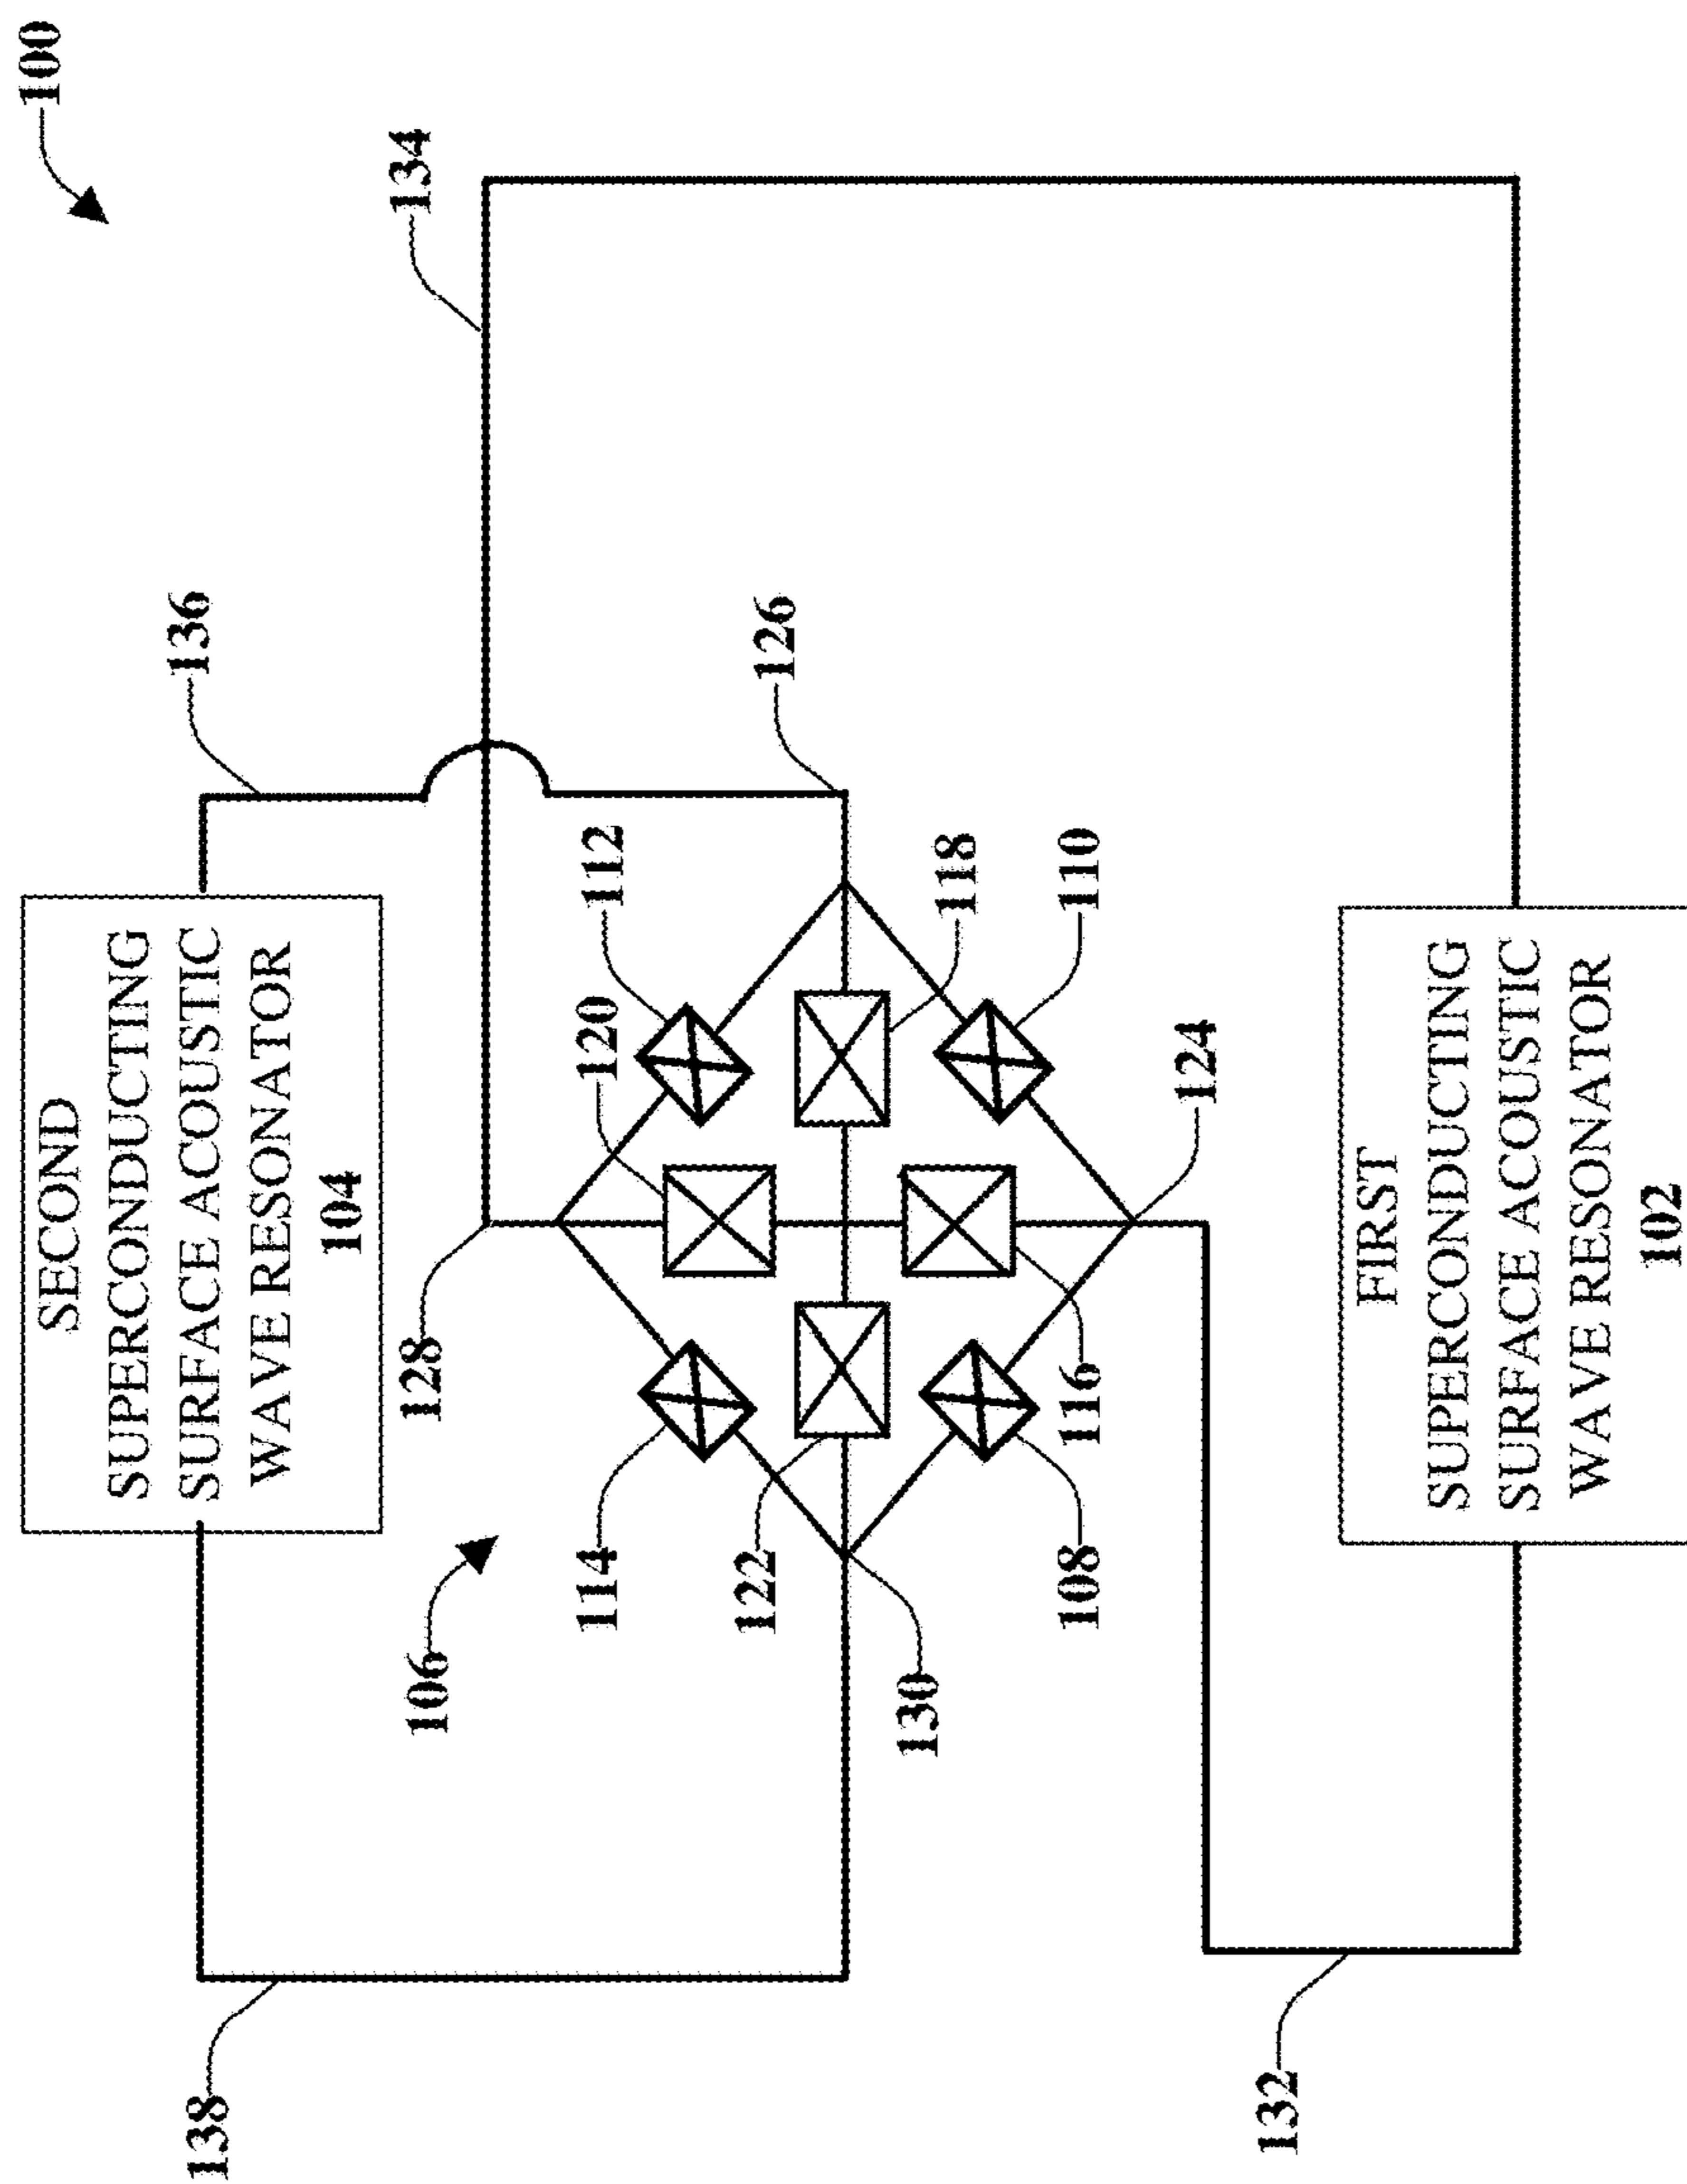 100
134
136
126
SECOND
SUPERCONDUCTING
SURFACE ACOUSTIC
WAVE RESONATOR
104
112
120
118
110
124
128
116
114
122
108
106
130
FIRST
SUPERCONDUCTING
SURFACE ACOUSTIC
WAVE RESONATOR
102
138
132